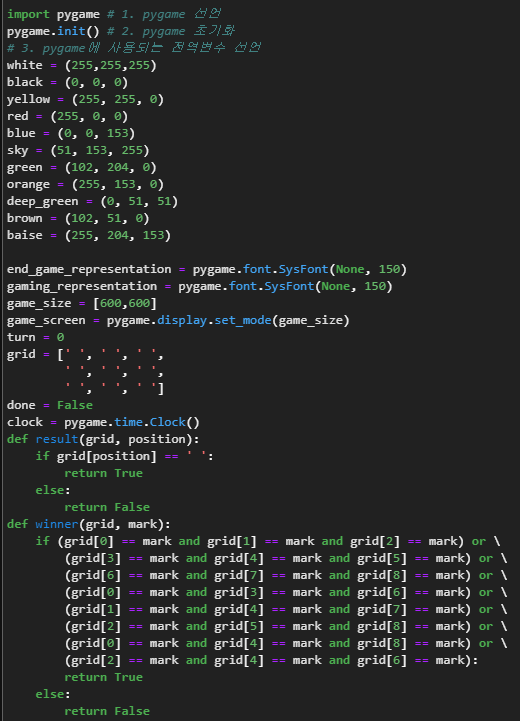 import pygame # 1. pygame 선언
pygame.init() # 2. pygame 초기화
# 3. pygame에 사용되는 전역변수 선언
white = (255,255,255)
black = (0, 0, 0)
yellow = (255, 255, 0)
red = (255, 0, 0)
blue = (0, 0, 153)
sky = (51, 153, 255)
green = (102, 204, 0)
orange = (255, 153, 0)
deep_green = (0, 51, 51)
brown = (102, 51, 0)
baise = (255, 204, 153)

end_game_representation = pygame.font.SysFont(None, 150)
gaming_representation = pygame.font.SysFont(None, 150)
game_size = [600,600]
game_screen = pygame.display.set_mode(game_size)
turn = 0
grid = [' ', ' ', ' ',
        ' ', ' ', ' ',
        ' ', ' ', ' ']
done = False
clock = pygame.time.Clock()
def result(grid, position):
    if grid[position] == ' ':
        return True
    else:
        return False
def winner(grid, mark):
    if (grid[0] == mark and grid[1] == mark and grid[2] == mark) or \
        (grid[3] == mark and grid[4] == mark and grid[5] == mark) or \
        (grid[6] == mark and grid[7] == mark and grid[8] == mark) or \
        (grid[0] == mark and grid[3] == mark and grid[6] == mark) or \
        (grid[1] == mark and grid[4] == mark and grid[7] == mark) or \
        (grid[2] == mark and grid[5] == mark and grid[8] == mark) or \
        (grid[0] == mark and grid[4] == mark and grid[8] == mark) or \
        (grid[2] == mark and grid[4] == mark and grid[6] == mark):
        return True
    else:
        return False